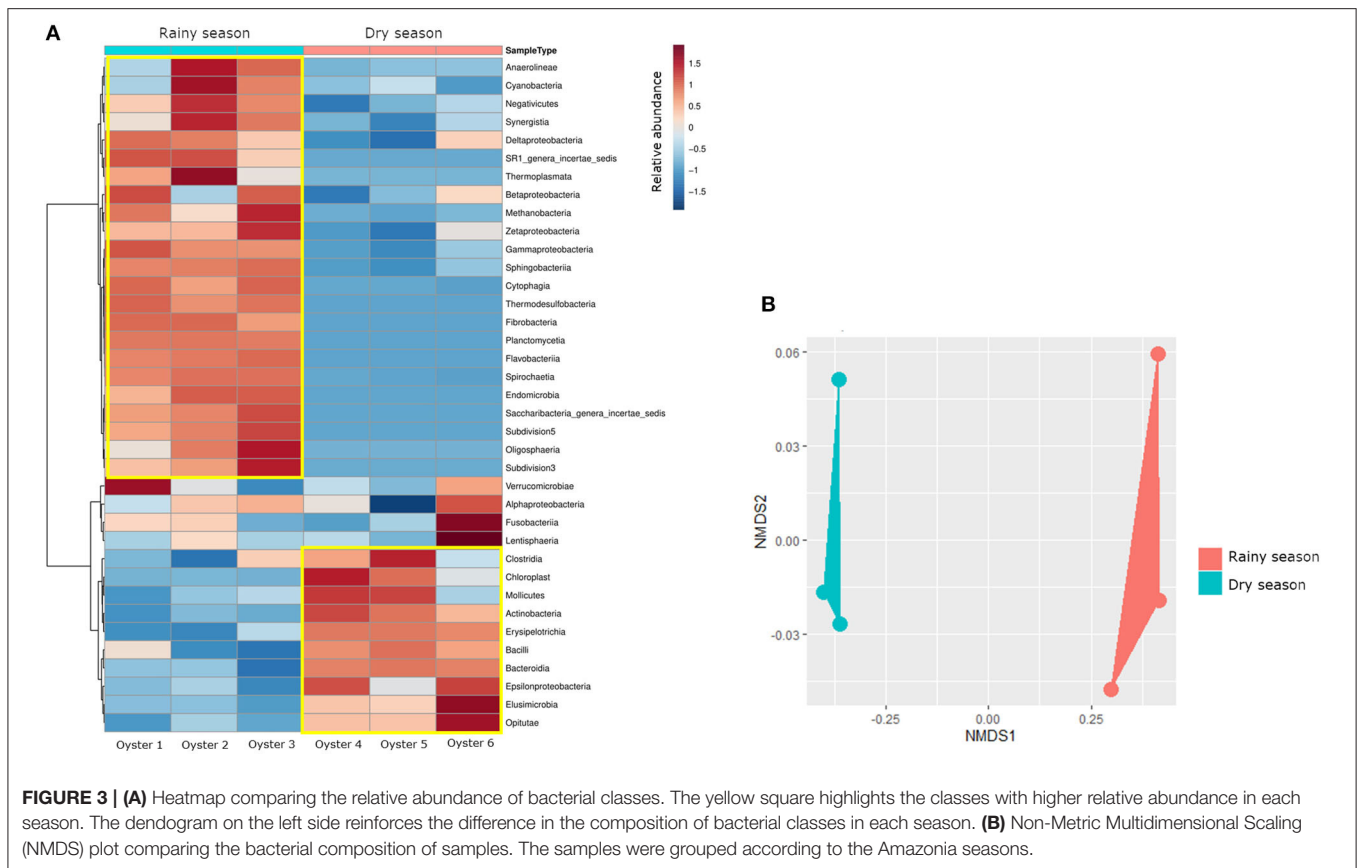 A
Rainy season
Dry season
SampleType
Anaerolineae
Cyanobacteria
Negativicutes
Synergistia
Deltaproteobacteria
SR1_genera_incertae_sedis
Thermoplasmata
Betaproteobacteria
Methanobacteria
Zetaproteobacteria
Gammaproteobacteria
Sphingobacteriia
Cytophagia
Thermodesulfobacteria
Fibrobacteria
Planctomycetia
Flavobacteriia
Spirochaetia
Endomicrobia
Saccharibacteria_genera_incertae_sedis
Subdivision5
Oligosphaeria
Subdivision3
Verrucomicrobiae
Alphaproteobacteria
Fusobacteriia
Lentisphaeria
Clostridia
Chloroplast
Mollicutes
Actinobacteria
Erysipelotrichia
Bacilli
Bacteroidia
Epsilonproteobacteria
Elusimicrobia
Opitutae
Oyster 1 Oyster 2 Oyster 3 Oyster 4 Oyster 5 Oyster 6
Relative abundance
1.5
1
0.5
0
−0.5
−1
−1.5
B
0.06
0.03
0.00
-0.03
NMDS2
-0.25 0.00 0.25
NMDS1
Rainy season
Dry season
FIGURE 3 | (A) Heatmap comparing the relative abundance of bacterial classes. The yellow square highlights the classes with higher relative abundance in each
season. The dendogram on the left side reinforces the difference in the composition of bacterial classes in each season. (B) Non-Metric Multidimensional Scaling
(NMDS) plot comparing the bacterial composition of samples. The samples were grouped according to the Amazonia seasons.